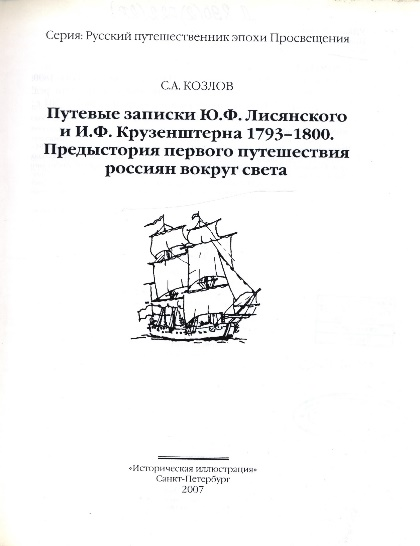 Серия: Русский путешественник эпохи Просвещения
С.А. КОЗЛОВ
Путевые записки Ю.Ф. Лисянского
и И.Ф. Крузенштерна 1793–1800.
Предыстория первого путешествия
россиян вокруг света
«Историческая иллюстрация»
Санкт-Петербург
2007